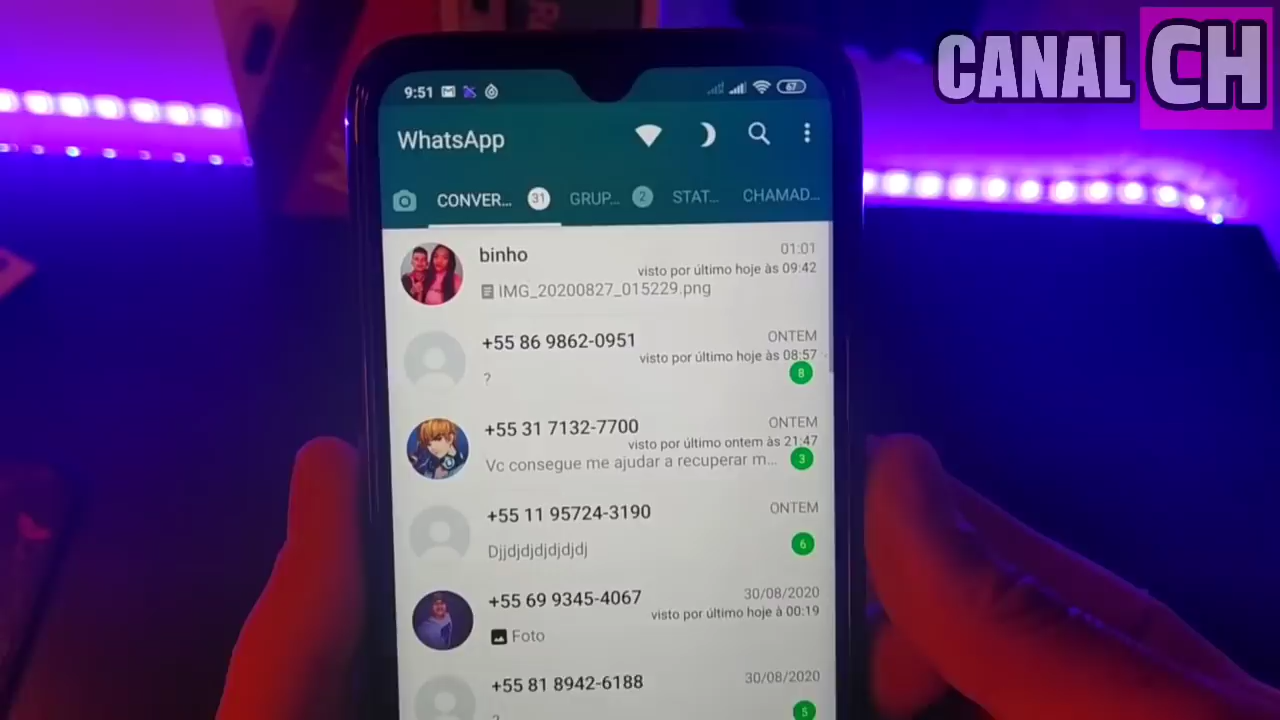 CANAL CH
9:51
67
WhatsApp
CONVER... 31 GRUP... 2 STAT... CHAMAD...
binho 01:01
visto por último hoje às 09:42
IMG_20200827_015229.png
+55 86 9862-0951 ONTEM
visto por último hoje às 08:57
? 8
+55 31 7132-7700 ONTEM
visto por último ontem às 21:47
Vc consegue me ajudar a recuperar m... 3
+55 11 95724-3190 ONTEM
Djjdjdjdjdjdjdj 6
+55 69 9345-4067 30/08/2020
visto por último hoje à 00:19
Foto
+55 81 8942-6188 30/08/2020
? 5